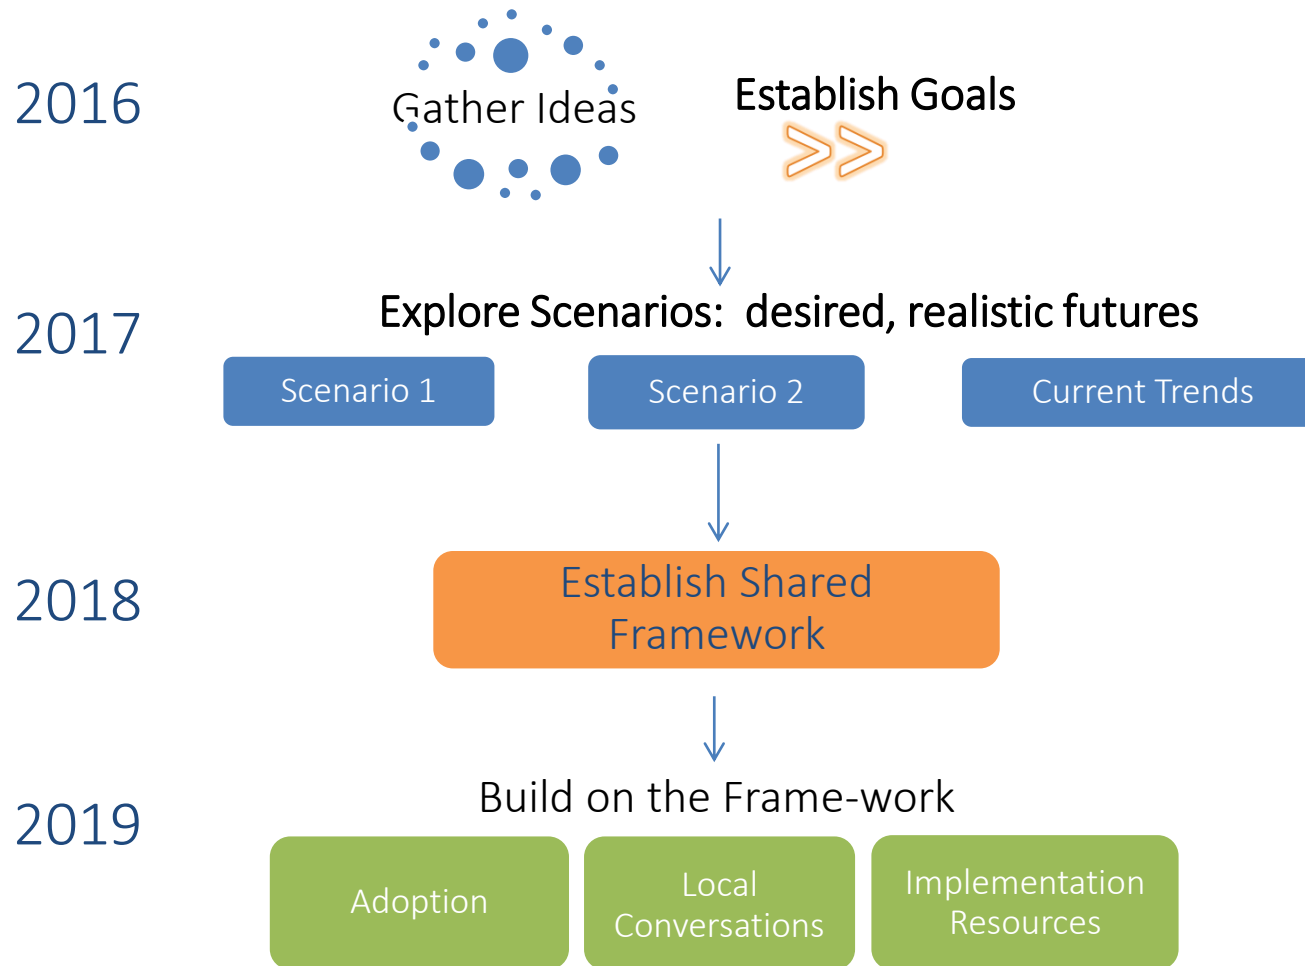 2016
Gather Ideas
Establish Goals
>>
2017
Explore Scenarios:  desired, realistic futures
Scenario 1
Scenario 2
Current Trends
2018
Establish Shared
Framework
2019
Build on the Frame-work
Adoption
Local
Conversations
Implementation
Resources